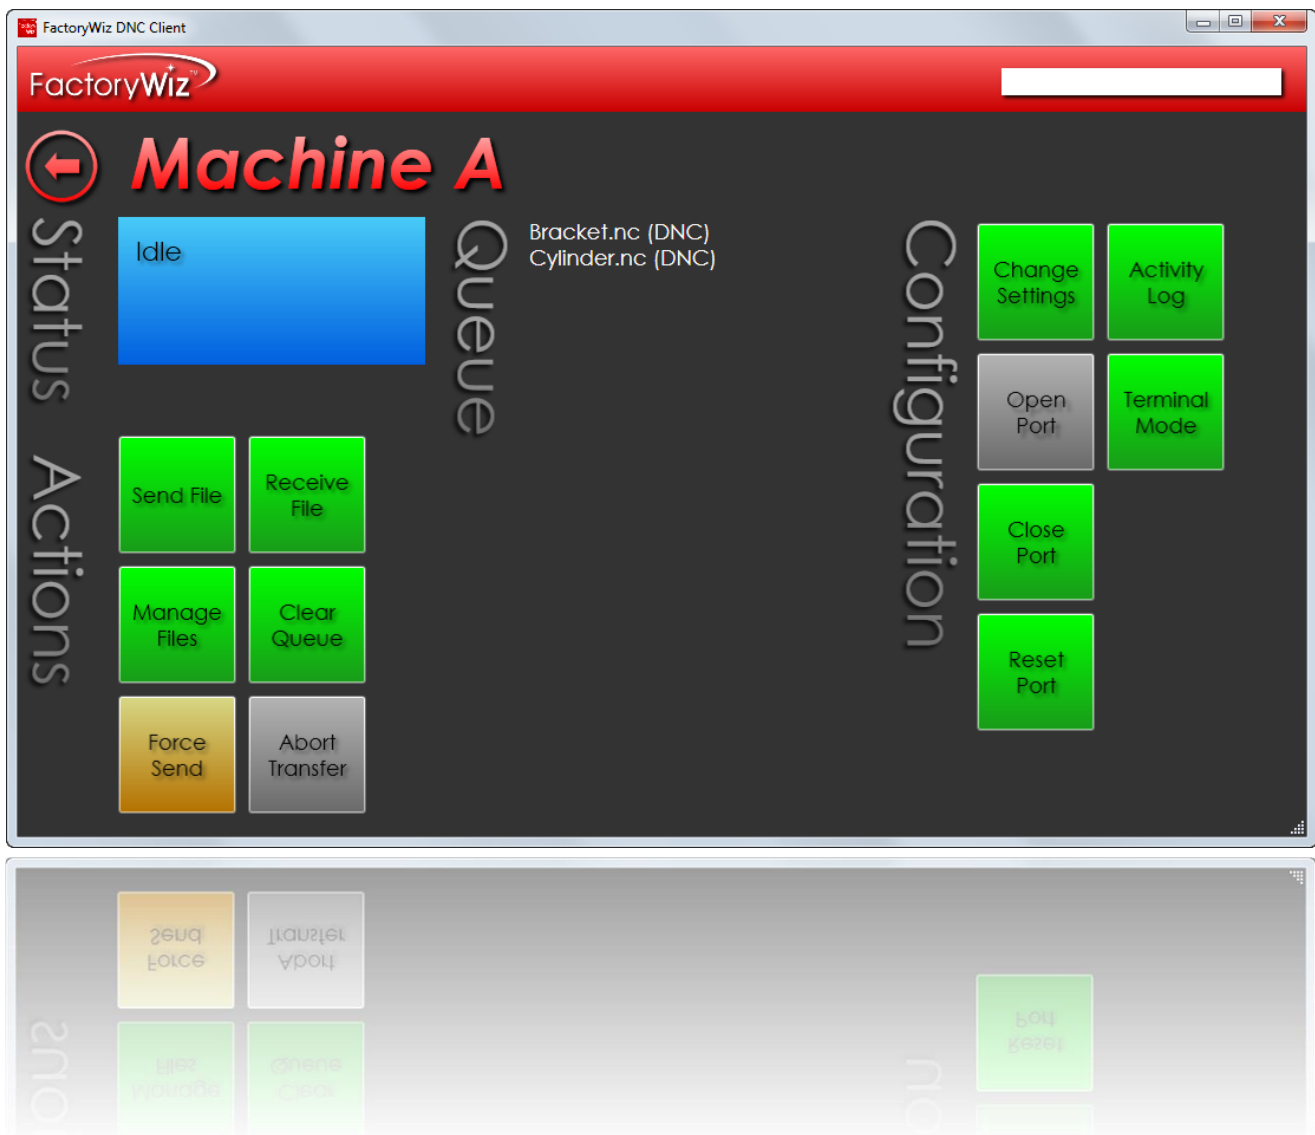 FactoryWiz DNC Client
FactoryWiz™
Machine A
Status
Idle
Queue
Bracket.nc (DNC)
Cylinder.nc (DNC)
Configuration
Change
Settings
Activity
Log
Open
Port
Terminal
Mode
Close
Port
Reset
Port
Actions
Send File
Receive
File
Manage
Files
Clear
Queue
Force
Send
Abort
Transfer